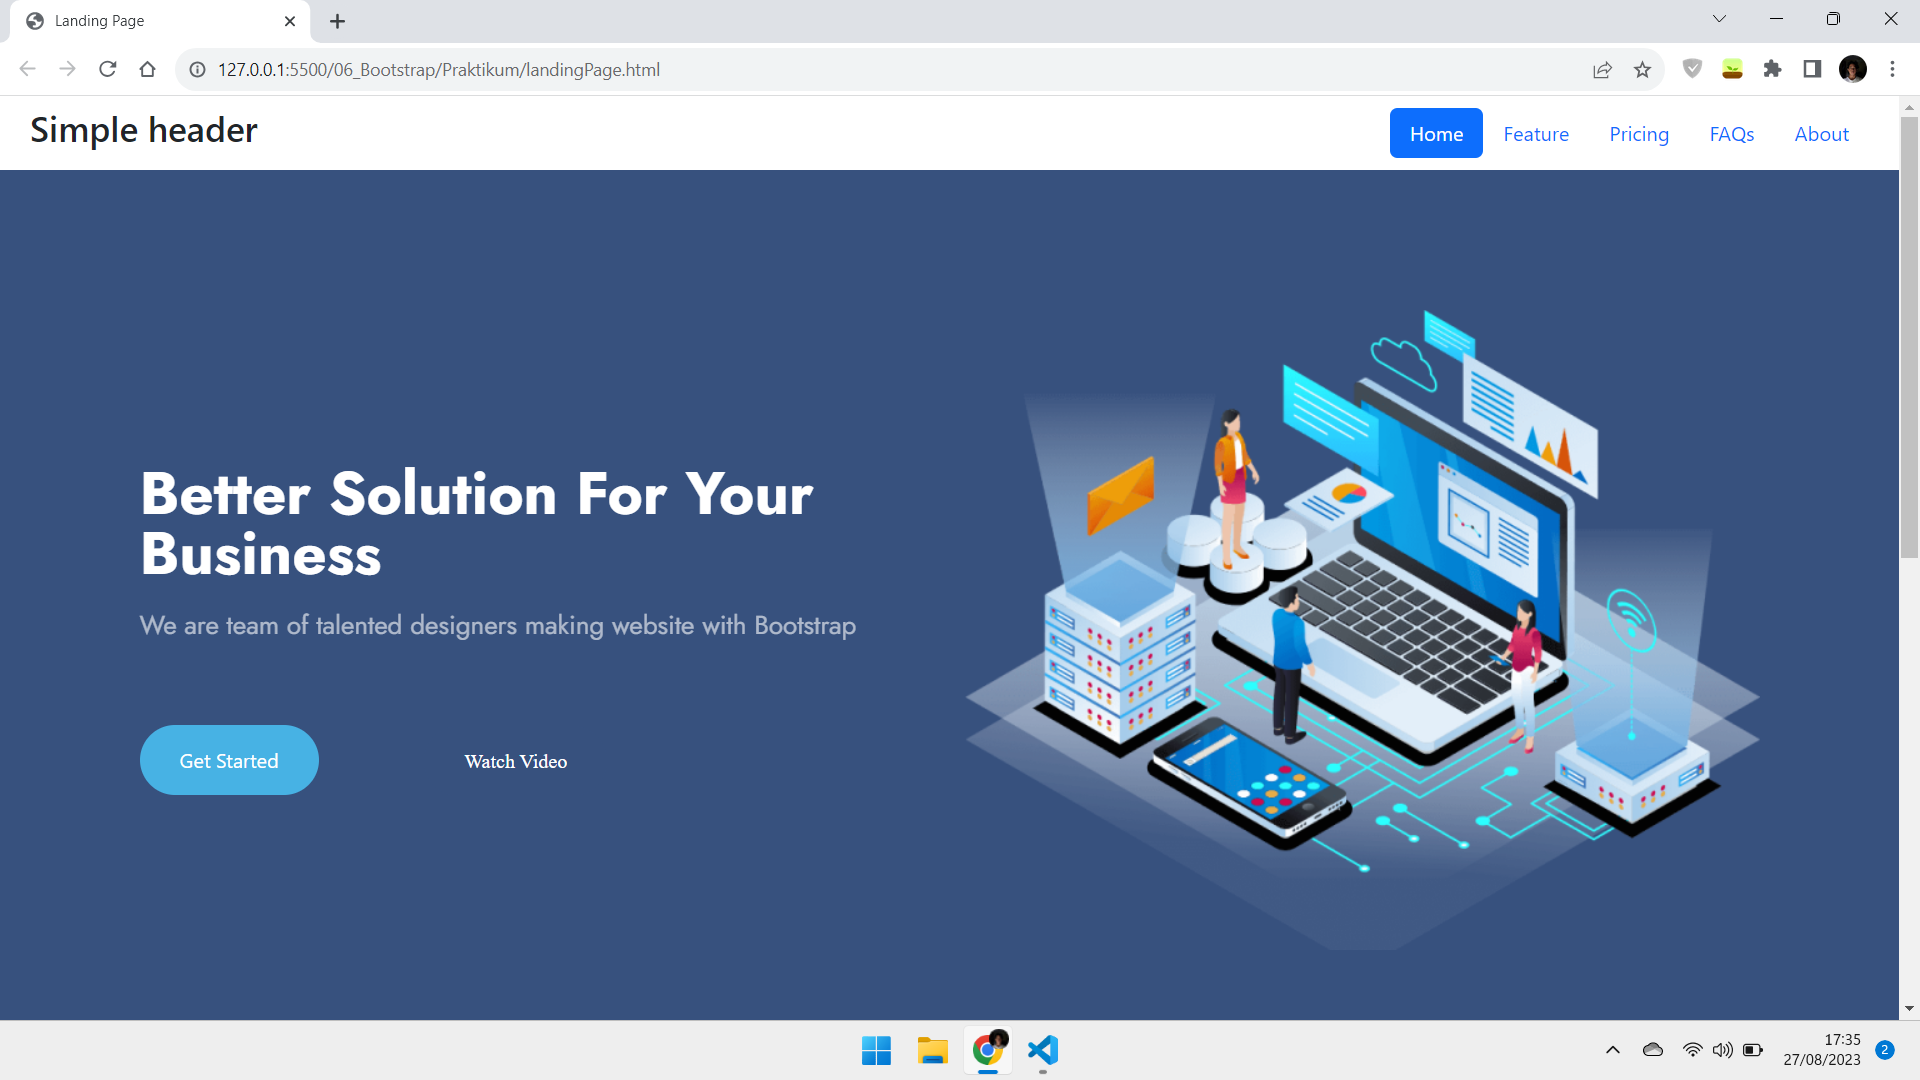 Landing Page
127.0.0.1:5500/06_Bootstrap/Praktikum/landingPage.html
Simple header
Home Feature Pricing FAQs About
Better Solution For Your
Business
We are team of talented designers making website with Bootstrap
Get Started Watch Video
17:35
27/08/2023
2